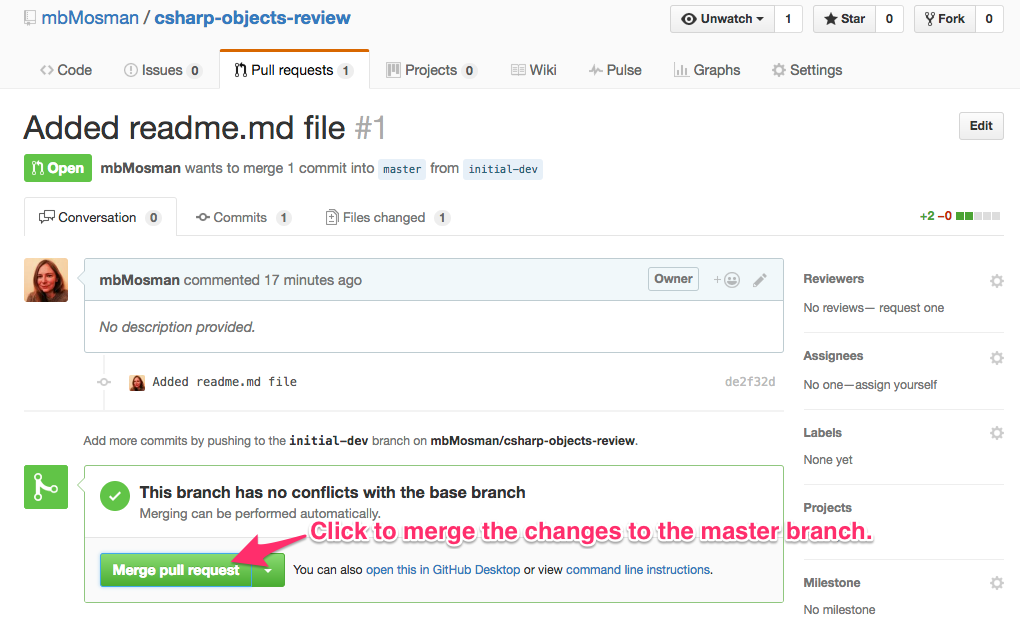 mbMosman / csharp-objects-review
Unwatch 1 Star 0 Fork 0
Code Issues 0 Pull requests 1 Projects 0 Wiki Pulse Graphs Settings
Added readme.md file #1
Edit
Open mbMosman wants to merge 1 commit into master from initial-dev
Conversation 0 Commits 1 Files changed 1
+2 −0
mbMosman commented 17 minutes ago
Owner +
No description provided.
Added readme.md file de2f32d
Add more commits by pushing to the initial-dev branch on mbMosman/csharp-objects-review.
This branch has no conflicts with the base branch
Merging can be performed automatically.
Click to merge the changes to the master branch.
Merge pull request
You can also open this in GitHub Desktop or view command line instructions.
Reviewers
No reviews— request one
Assignees
No one—assign yourself
Labels
None yet
Projects
Milestone
No milestone